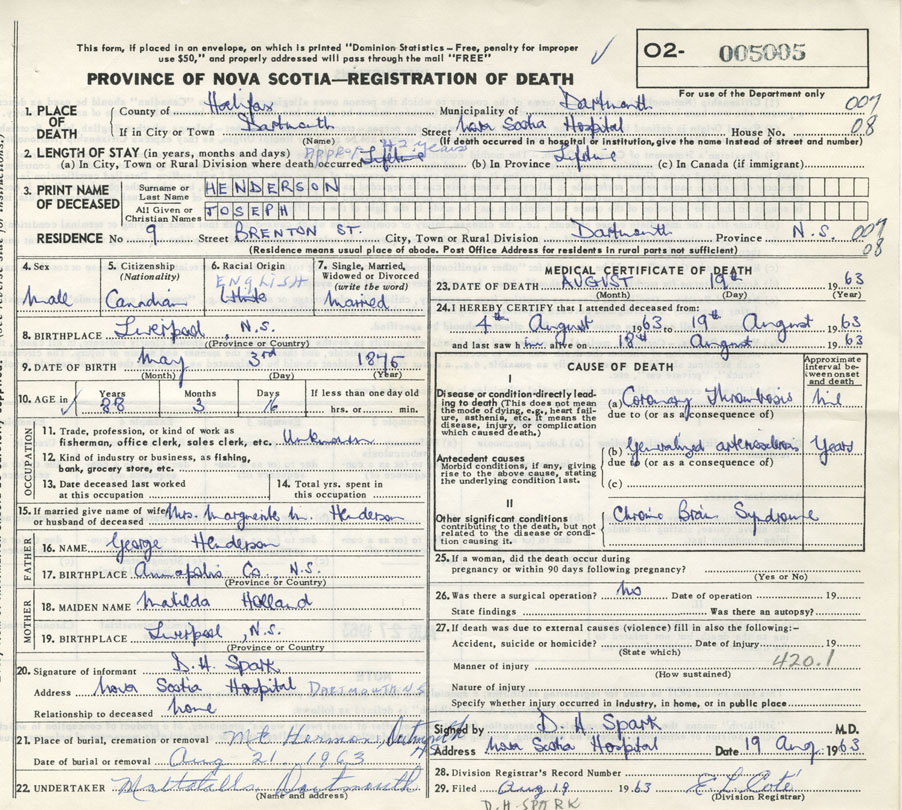 This form, if placed in an envelope, on which is printed "Dominion Statistics – Free, penalty for improper
use $50," and properly addressed will pass through the mail "FREE"
O2- 005005
For use of the Department only
PROVINCE OF NOVA SCOTIA—REGISTRATION OF DEATH
007
08
1. PLACE OF DEATH
County of Halifax Municipality of Dartmouth
If in City or Town Dartmouth Street Nova Scotia Hospital House No.
(Name) (If death occurred in a hospital or institution, give the name instead of street and number)
2. LENGTH OF STAY (in years, months and days) Approx 42 years
(a) In City, Town or Rural Division where death occurred Lifetime (b) In Province Lifetime (c) In Canada (if immigrant)
3. PRINT NAME OF DECEASED
Surname or Last Name HENDERSON
All Given or Christian Names JOSEPH
RESIDENCE No 9 Street BRENTON ST. City, Town or Rural Division Dartmouth Province N.S. 007
08
(Residence means usual place of abode. Post Office Address for residents in rural parts not sufficient)
4. Sex Male
5. Citizenship (Nationality) Canadian
6. Racial Origin ENGLISH White
7. Single, Married, Widowed or Divorced (write the word) Married
8. BIRTHPLACE Liverpool, N.S.
(Province or Country)
9. DATE OF BIRTH May 3rd 1875
(Month) (Day) (Year)
10. AGE in Years 88 Months 3 Days 16 If less than one day old hrs. or min.
OCCUPATION
11. Trade, profession or kind of work as
fisherman, office clerk, sales clerk, etc. Unknown
12. Kind of industry or business, as fishing,
bank, grocery store, etc.
13. Date deceased last worked
at this occupation
14. Total yrs. spent in
this occupation
15. If married give name of wife
or husband of deceased Mrs. Marguerite M. Henderson
FATHER
16. NAME George Henderson
17. BIRTHPLACE Annapolis Co., N.S.
(Province or Country)
MOTHER
18. MAIDEN NAME Matilda Holland
19. BIRTHPLACE Liverpool, N.S.
(Province or Country)
20. Signature of informant D. H. Spark
Address Nova Scotia Hospital DARTMOUTH N.S
Relationship to deceased None
21. Place of burial, cremation or removal Mt Hermon, Dartmouth
Date of burial or removal Aug 21. 1963
22. UNDERTAKER Mattatalls Dartmouth
(Name and address)
MEDICAL CERTIFICATE OF DEATH
23. DATE OF DEATH AUGUST 19th 1963
(Month) (Day) (Year)
24. I HEREBY CERTIFY that I attended deceased from:
4th August 1963 to 19th August 1963
and last saw him alive on 18th August 1963
CAUSE OF DEATH
Approximate interval between onset and death
I
Disease or condition directly leading to death (This does not
mean the mode of dying, e.g., heart failure, asthenia, etc. It means the
disease, injury, or complication
which caused death.)
(a) Coronary Thrombosis Nil
due to (or as a consequence of)
Antecedent causes
Morbid conditions, if any, giving
rise to the above cause, stating
the underlying condition last.
(b) Generalized arteriosclerosis Years
due to (or as a consequence of)
(c)
II
Other significant conditions
contributing to the death, but not
related to the disease or condition
causing it.
Chronic Brain Syndrome
25. If a woman, did the death occur during
pregnancy or within 90 days following pregnancy?
(Yes or No)
26. Was there a surgical operation? No Date of operation 19
State findings Was there an autopsy?
27. If death was due to external causes (violence) fill in also the following:-
Accident, suicide or homicide? Date of injury 19
(State which)
420.1
Manner of injury
(How sustained)
Nature of injury
Specify whether injury occurred in industry, in home, or in public place
Signed by D. H. Spark M.D.
Address Nova Scotia Hospital Date 19 Aug. 1963
28. Division Registrar's Record Number
29. Filed Aug 19 1963 E L Coté
(Division Registrar)
D.H. SPARK